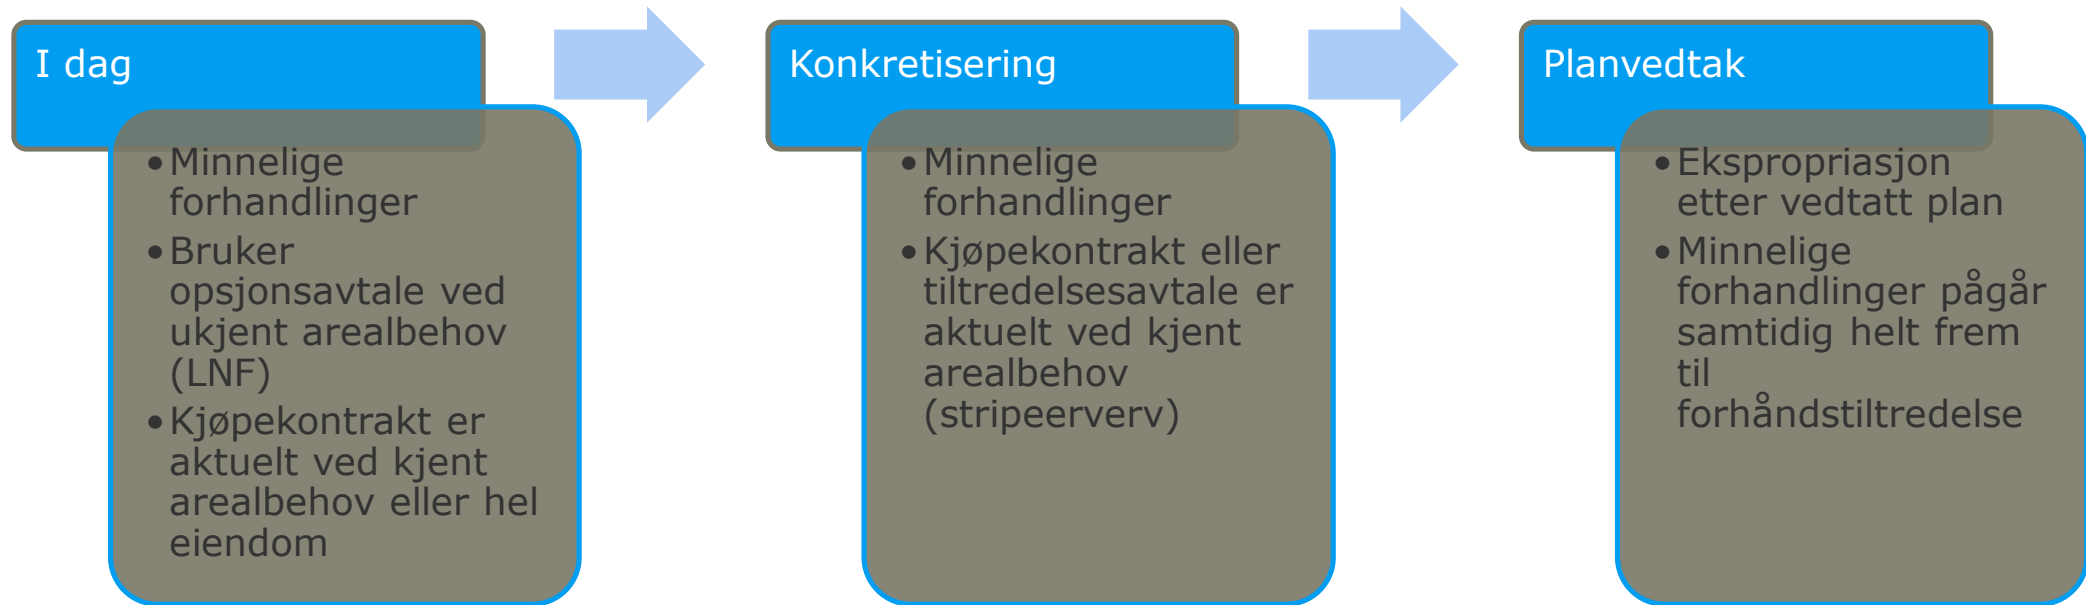 I dag
• Minnelige
forhandlinger
• Bruker
opsjonsavtale ved
ukjent arealbehov
(LNF)
• Kjøpekontrakt er
aktuelt ved kjent
arealbehov eller hel
eiendom
Konkretisering
• Minnelige
forhandlinger
• Kjøpekontrakt eller
tiltredelsesavtale er
aktuelt ved kjent
arealbehov
(stripeerverv)
Planvedtak
• Ekspropriasjon
etter vedtatt plan
• Minnelige
forhandlinger pågår
samtidig helt frem
til
forhåndstiltredelse